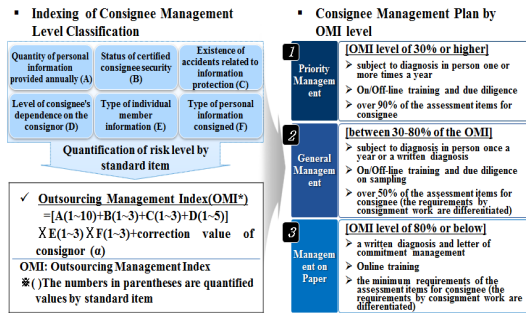 ▪ Indexing of Consignee Management
Level Classification
Quantity of personal
information
provided annually (A)
Status of certified
consignee security
(B)
Existence of
accidents related to
information
protection (C)
Level of consignee's
dependence on the
consignor (D)
Type of individual
member
information (E)
Type of personal
information
consigned (F)
Quantification of risk level by
standard item
✓ Outsourcing Management Index(OMI*)
=[A(1~10)+B(1~3)+C(1~3)+D(1~5)]
X E(1~3) X F(1~3)+correction value of
consignor (α)
OMI: Outsourcing Management Index
※( )The numbers in parentheses are quantified
values by standard item
▪ Consignee Management Plan by
OMI level
1
Priority
Managem
ent
[OMI level of 30% or higher]
➤ subject to diagnosis in person one or
more times a year
➤ On/Off-line training and due diligence
➤ over 90% of the assessment items for
consignee
2
General
Managem
ent
[between 30-80% of the OMI]
➤ subject to diagnosis in person once a
year or a written diagnosis
➤ On/Off-line training and due diligence
on sampling
➤ over 50% of the assessment items for
consignee (the requirements by
consignment work are differentiated)
3
Managem
ent on
Paper
[OMI level of 80% or below]
➤ a written diagnosis and letter of
commitment management
➤ Online training
➤ the minimum requirements of the
assessment items for consignee (the
requirements by consignment work are
differentiated)